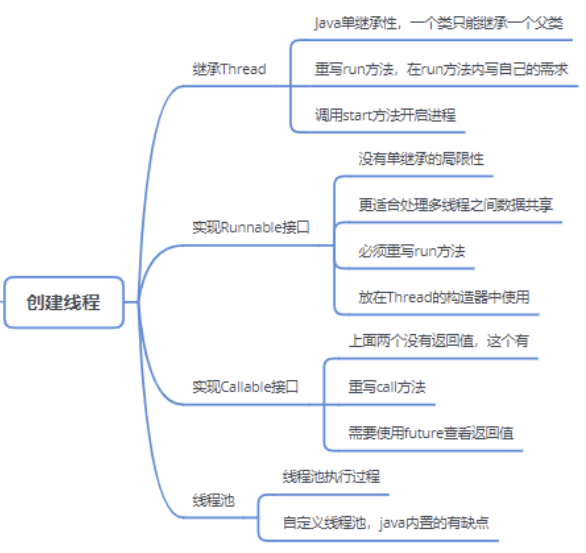 创建线程
继承Thread
Java单继承性，一个类只能继承一个父类
重写run方法，在run方法内写自己的需求
调用start方法开启进程
实现Runnable接口
没有单继承的局限性
更适合处理多线程之间数据共享
必须重写run方法
放在Thread的构造器中使用
实现Callable接口
上面两个没有返回值，这个有
重写call方法
需要使用future查看返回值
线程池
线程池执行过程
自定义线程池，java内置的有缺点